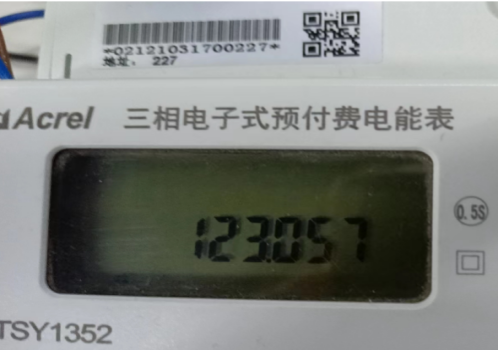 *02121031700227*
地址： 227
Acrel 三相电子式预付费电能表
123.057
0.5S
TSY1352